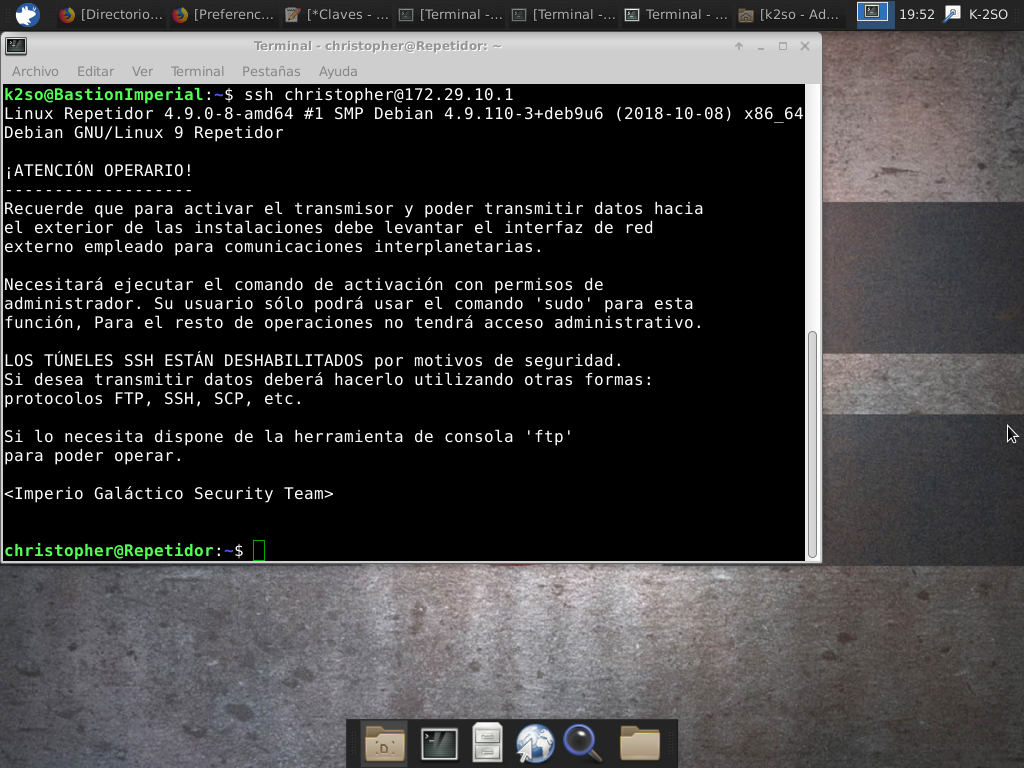 [Directorio...
[Preferenc...
[*Claves - ...
[Terminal -...
[Terminal -...
Terminal - ...
[k2so - Ad...
19:52
K-2SO
Terminal - christopher@Repetidor: ~
Archivo Editar Ver Terminal Pestañas Ayuda
k2so@BastionImperial:~$ ssh christopher@172.29.10.1
Linux Repetidor 4.9.0-8-amd64 #1 SMP Debian 4.9.110-3+deb9u6 (2018-10-08) x86_64
Debian GNU/Linux 9 Repetidor
¡ATENCIÓN OPERARIO!
-------------------
Recuerde que para activar el transmisor y poder transmitir datos hacia
el exterior de las instalaciones debe levantar el interfaz de red
externo empleado para comunicaciones interplanetarias.
Necesitará ejecutar el comando de activación con permisos de
administrador. Su usuario sólo podrá usar el comando 'sudo' para esta
función, Para el resto de operaciones no tendrá acceso administrativo.
LOS TÚNELES SSH ESTÁN DESHABILITADOS por motivos de seguridad.
Si desea transmitir datos deberá hacerlo utilizando otras formas:
protocolos FTP, SSH, SCP, etc.
Si lo necesita dispone de la herramienta de consola 'ftp'
para poder operar.
<Imperio Galáctico Security Team>
christopher@Repetidor:~$